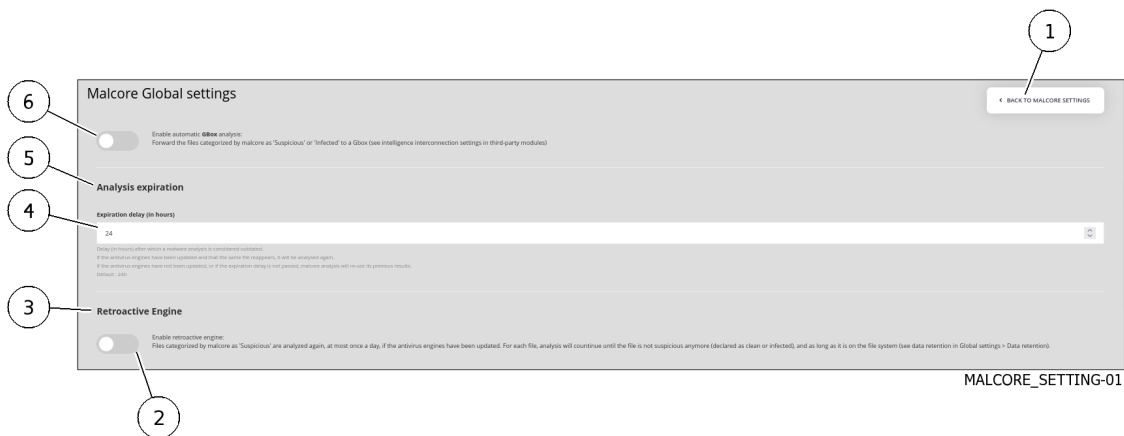 1
6
Malcore Global settings
BACK TO MALCORE SETTINGS
Enable automatic GBox analysis:
Forward the files categorized by malcore as 'Suspicious' or 'Infected' to a Gbox (see intelligence interconnection settings in third-party modules)
5
Analysis expiration
4
Expiration delay (in hours)
24
Delay (in hours) after which a malware analysis is considered outdated.
If the antivirus engines have been updated and that the same file reappears, it will be analyzed again.
If the antivirus engines have not been updated, or if the expiration delay is not passed, malcore analysis will re-use its previous results.
Default : 24h
3
Retroactive Engine
Enable retroactive engine:
Files categorized by malcore as 'Suspicious' are analyzed again, at most once a day, if the antivirus engines have been updated. For each file, analysis will countinue until the file is not suspicious anymore (declared as clean or infected), and as long as it is on the file system (see data retention in Global settings > Data retention).
MALCORE_SETTING-01
2